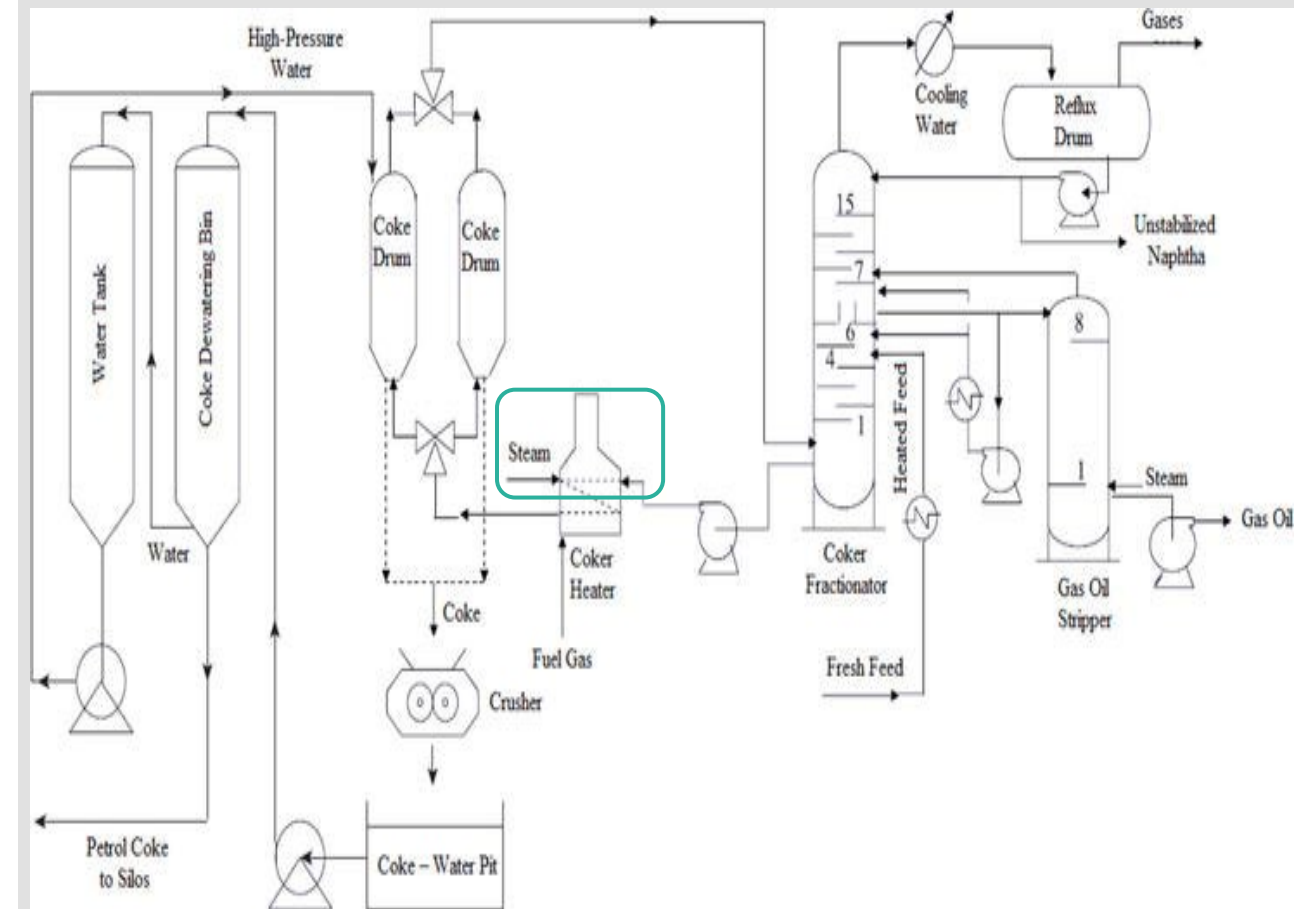 High-Pressure
Water
Gases
Cooling
Water
Reflux
Drum
Water Tank
Coke Dewatering Bin
Coke
Drum
Coke
Drum
15
7
6
4
1
Unstabilized
Naphtha
8
1
Heated Feed
Steam
Steam
Gas Oil
Water
Coker
Heater
Coker
Fractionator
Gas Oil
Stripper
Coke
Fuel Gas
Fresh Feed
Crusher
Petrol Coke
to Silos
Coke – Water Pit